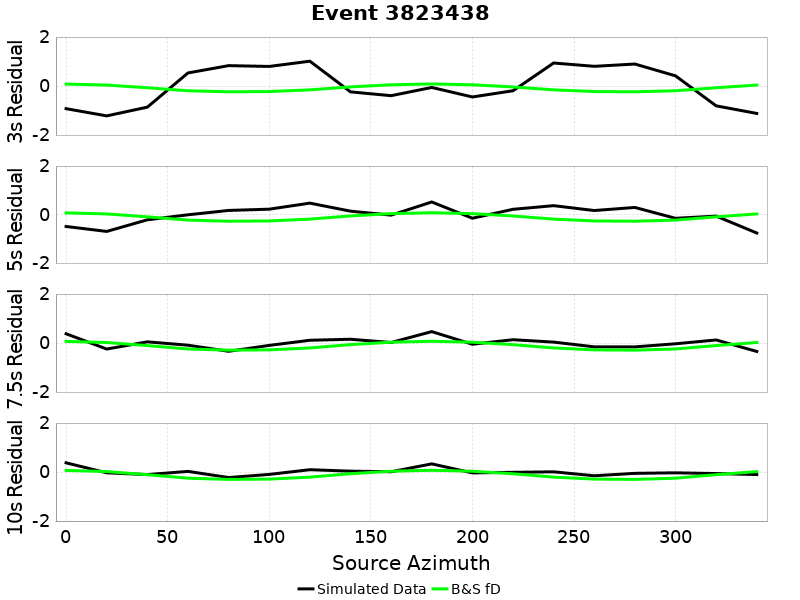 Event 3823438
3s Residual
2
0
-2
5s Residual
2
0
-2
7.5s Residual
2
0
-2
10s Residual
2
0
-2
0 50 100 150 200 250 300
Source Azimuth
Simulated Data B&S fD